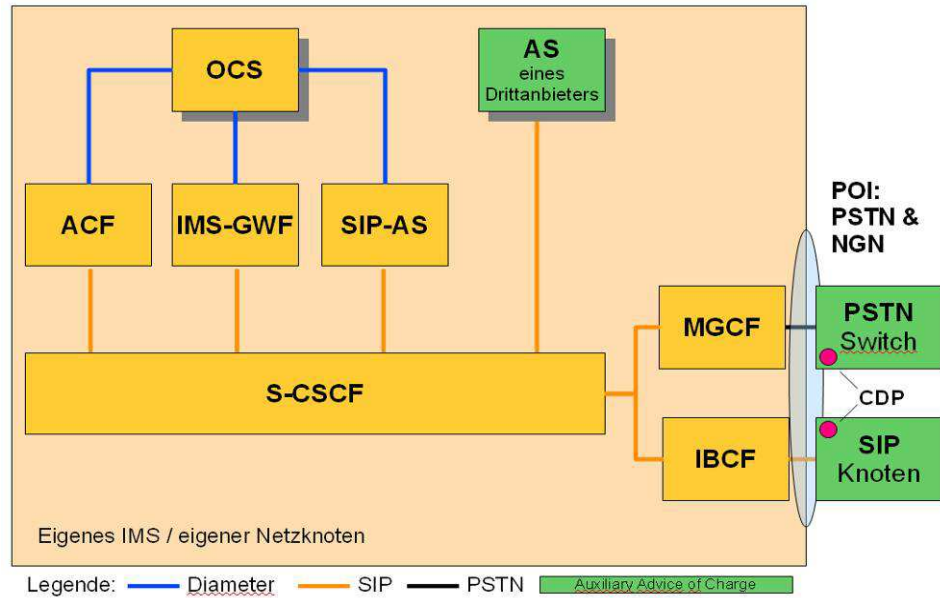 OCS
AS
eines
Drittanbieters
ACF
IMS-GWF
SIP-AS
POI:
PSTN &
NGN
MGCF
PSTN
Switch
S-CSCF
CDP
IBCF
SIP
Knoten
Eigenes IMS / eigener Netzknoten
Legende: Diameter SIP PSTN Auxiliary Advice of Charge